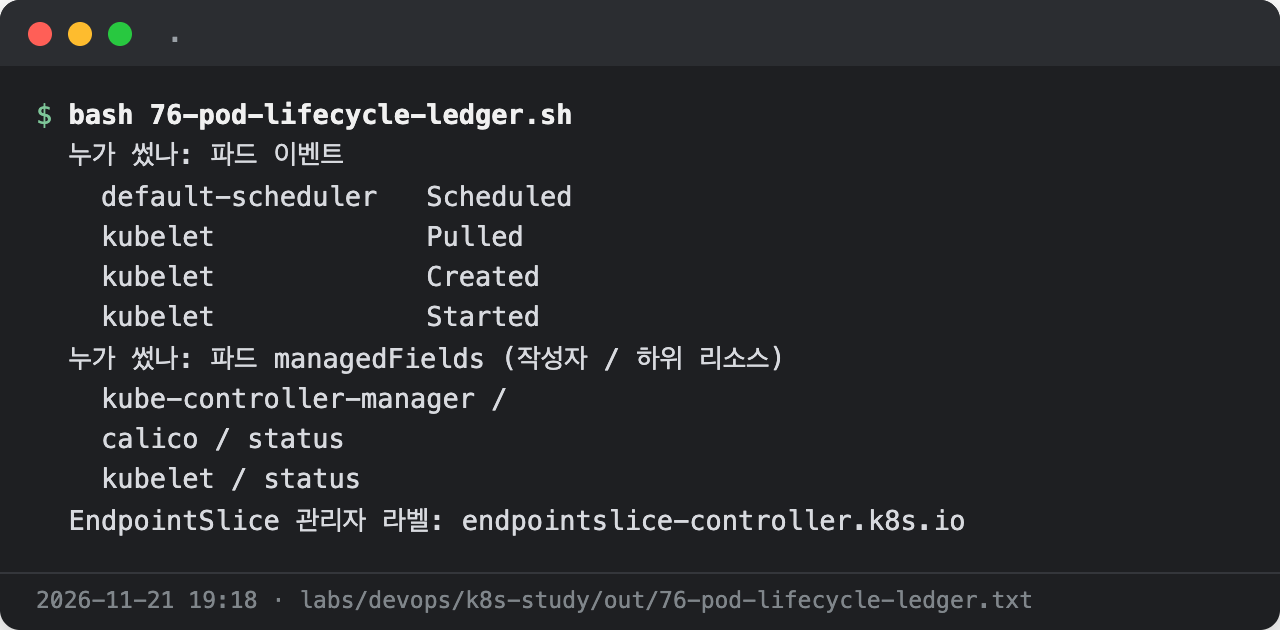 .
$ bash 76-pod-lifecycle-ledger.sh
누가 썼나: 파드 이벤트
default-scheduler   Scheduled
kubelet             Pulled
kubelet             Created
kubelet             Started
누가 썼나: 파드 managedFields (작성자 / 하위 리소스)
kube-controller-manager /
calico / status
kubelet / status
EndpointSlice 관리자 라벨: endpointslice-controller.k8s.io
2026-11-21 19:18 · labs/devops/k8s-study/out/76-pod-lifecycle-ledger.txt